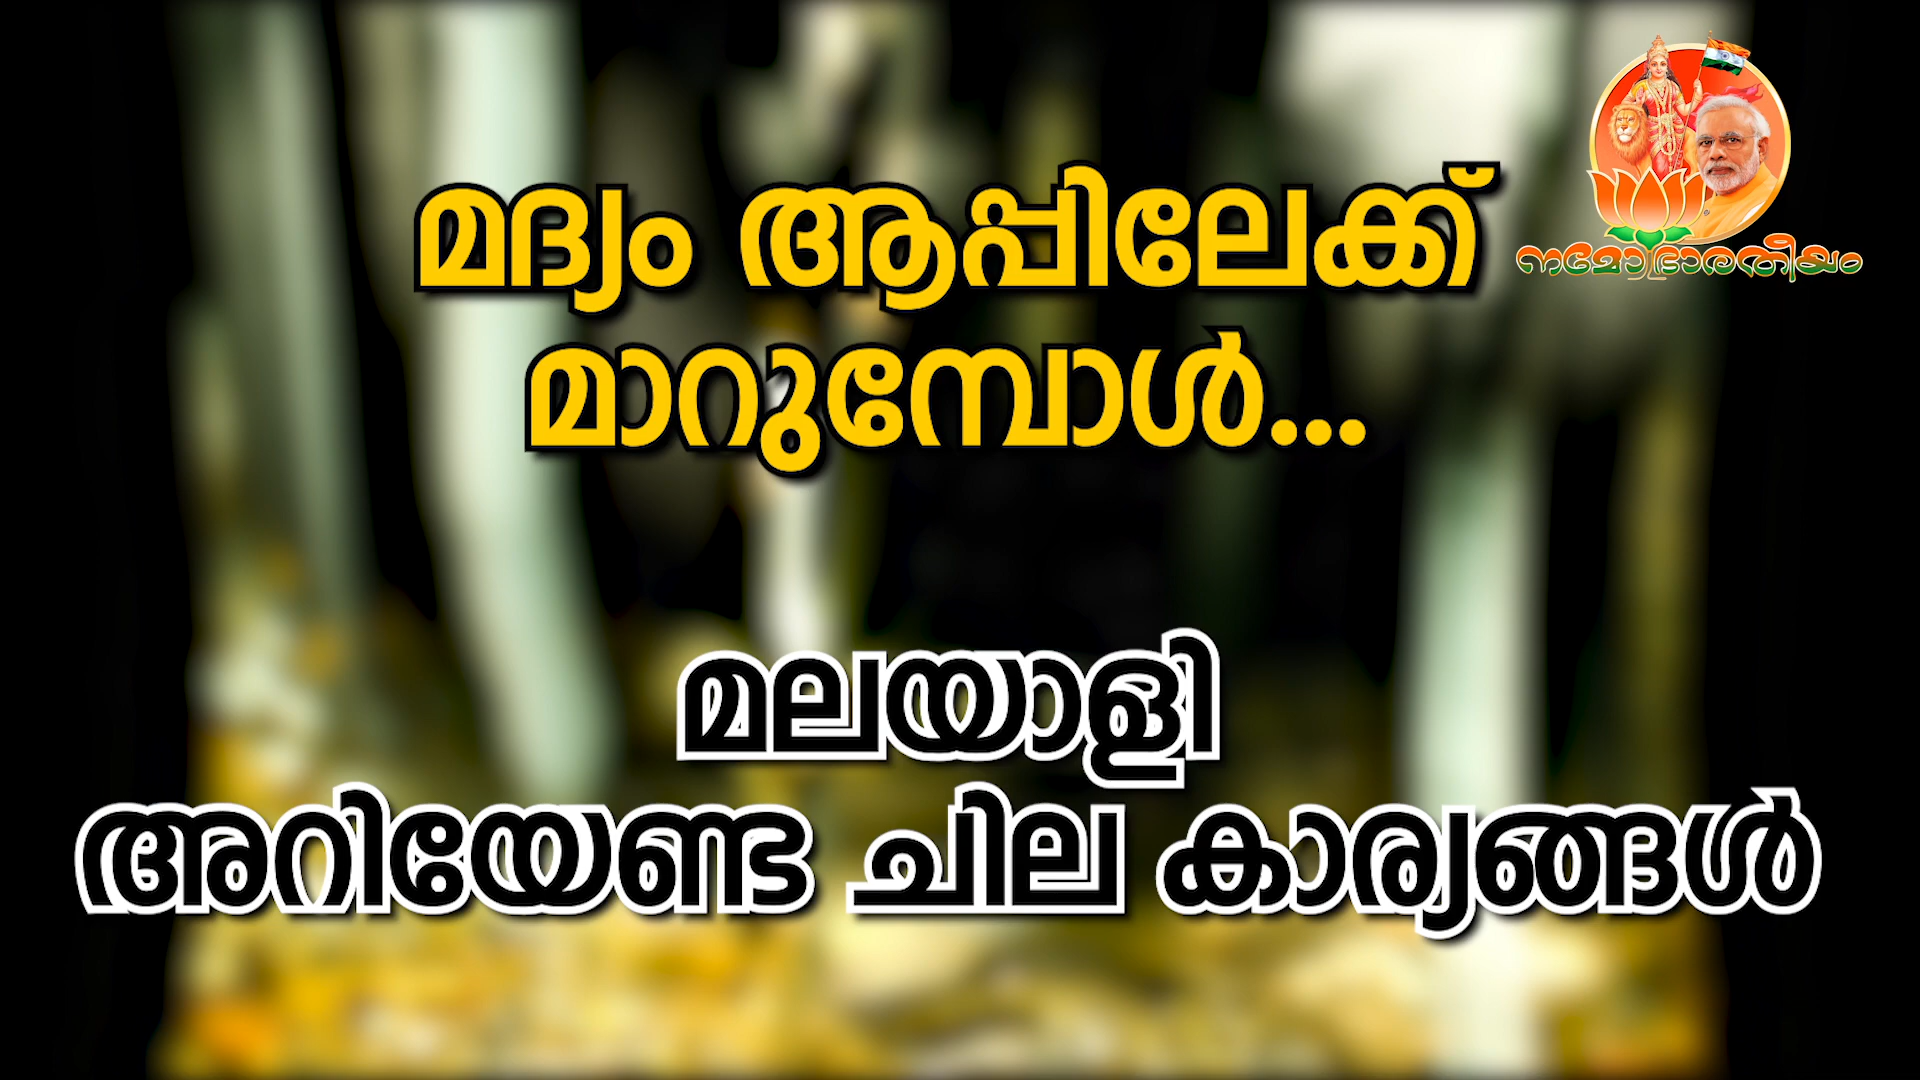 മദ്യം ആപ്പിലേക്ക്
മാറുമ്പോൾ...
നമോ ഭാരതീയം
മലയാളി
അറിയേണ്ട ചില കാര്യങ്ങൾ